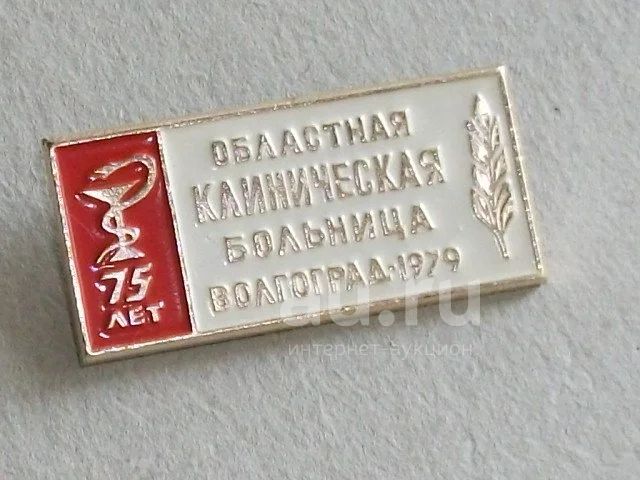 75
ЛЕТ
ОБЛАСТНАЯ
КЛИНИЧЕСКАЯ
БОЛЬНИЦА
ВОЛГОГРАД·1979
au.ru
интернет-аукцион